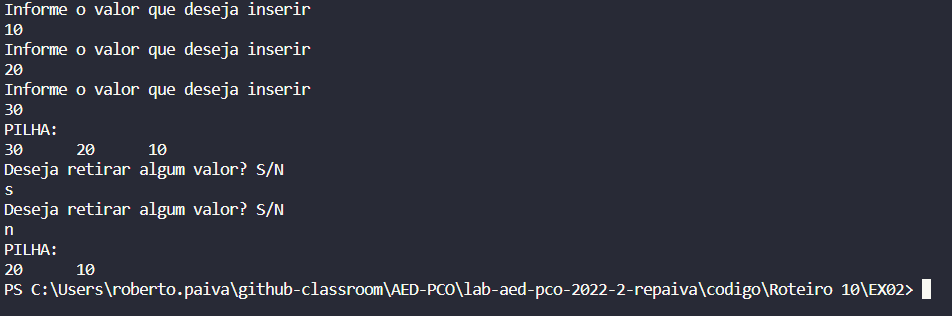 Informe o valor que deseja inserir
10
Informe o valor que deseja inserir
20
Informe o valor que deseja inserir
30
PILHA:
30      20      10
Deseja retirar algum valor? S/N
s
Deseja retirar algum valor? S/N
n
PILHA:
20      10
PS C:\Users\roberto.paiva\github-classroom\AED-PCO\lab-aed-pco-2022-2-repaiva\codigo\Roteiro 10\EX02>